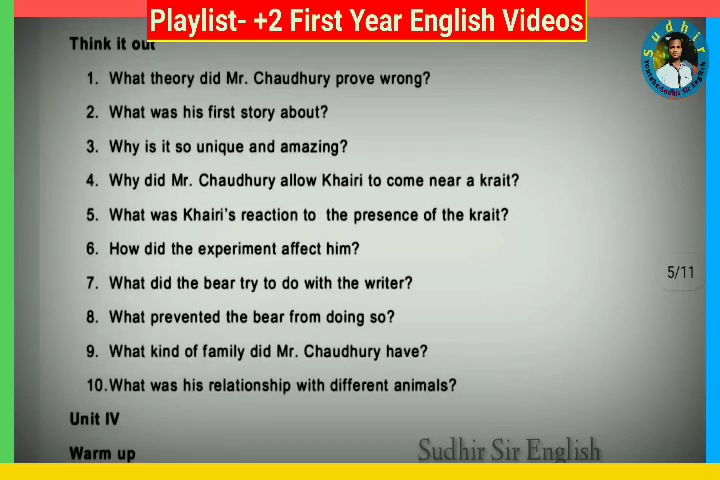 Playlist- +2 First Year English Videos
Think it out
1. What theory did Mr. Chaudhury prove wrong?
2. What was his first story about?
3. Why is it so unique and amazing?
4. Why did Mr. Chaudhury allow Khairi to come near a krait?
5. What was Khairi's reaction to the presence of the krait?
6. How did the experiment affect him?
7. What did the bear try to do with the writer?
8. What prevented the bear from doing so?
9. What kind of family did Mr. Chaudhury have?
10. What was his relationship with different animals?
Unit IV
Warm up
5/11
Sudhir
Youtube-Sudhir Sir English
Sudhir Sir English